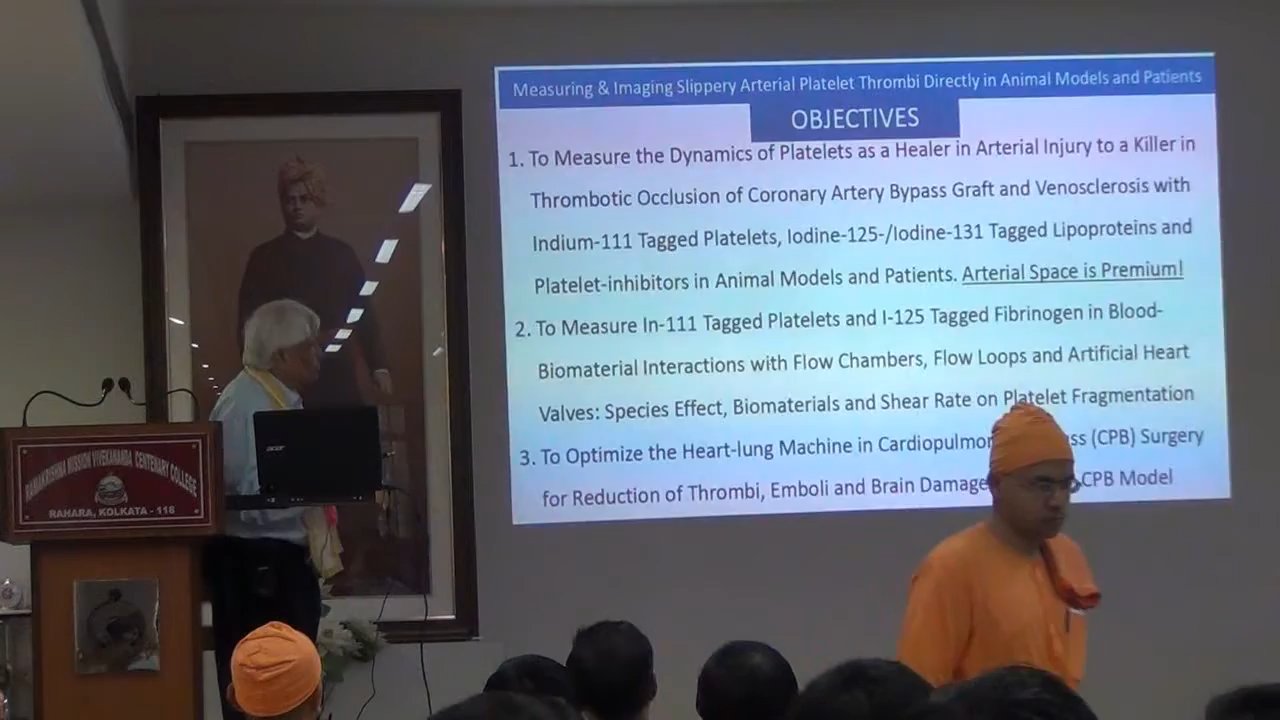 Measuring & Imaging Slippery Arterial Platelet Thrombi Directly in Animal Models and Patients
OBJECTIVES
1. To Measure the Dynamics of Platelets as a Healer in Arterial Injury to a Killer in
Thrombotic Occlusion of Coronary Artery Bypass Graft and Venosclerosis with
Indium-111 Tagged Platelets, Iodine-125-/Iodine-131 Tagged Lipoproteins and
Platelet-inhibitors in Animal Models and Patients. Arterial Space is Premium!
2. To Measure In-111 Tagged Platelets and I-125 Tagged Fibrinogen in Blood-
Biomaterial Interactions with Flow Chambers, Flow Loops and Artificial Heart
Valves: Species Effect, Biomaterials and Shear Rate on Platelet Fragmentation
3. To Optimize the Heart-lung Machine in (CPB) Surgery
for Reduction of Thrombi, Emboli and Brain Damage CPB Model
acer
RAMAKRISHNA MISSION VIVEKANANDA CENTENARY COLLEGE
RAHARA, KOLKATA - 118